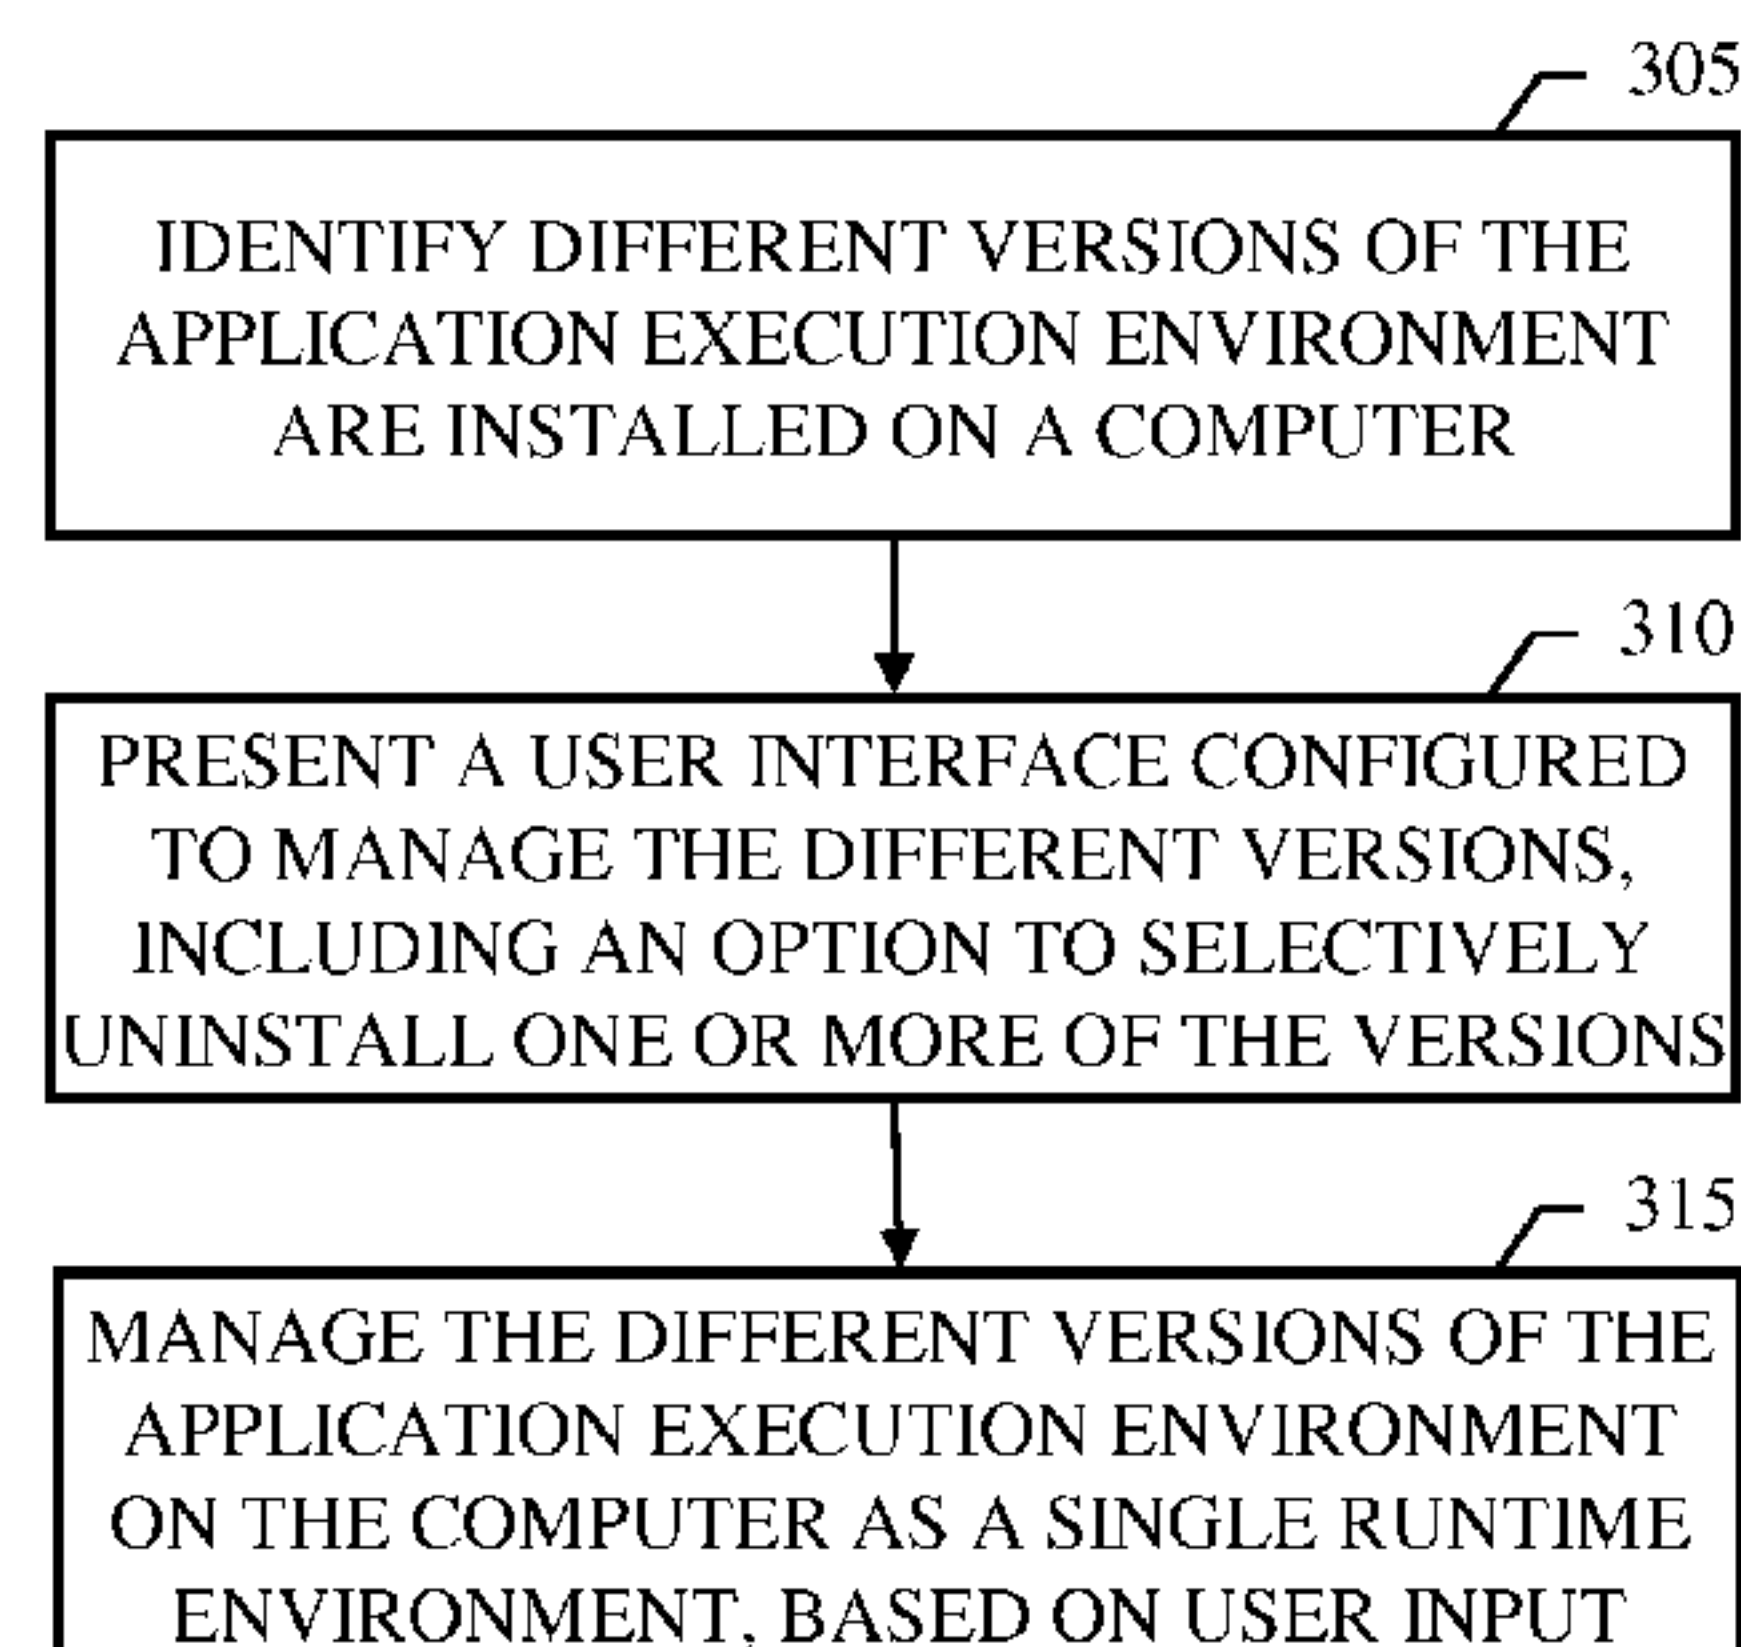 305
IDENTIFY DIFFERENT VERSIONS OF THE
APPLICATION EXECUTION ENVIRONMENT
ARE INSTALLED ON A COMPUTER
310
PRESENT A USER INTERFACE CONFIGURED
TO MANAGE THE DIFFERENT VERSIONS,
INCLUDING AN OPTION TO SELECTIVELY
UNINSTALL ONE OR MORE OF THE VERSIONS
315
MANAGE THE DIFFERENT VERSIONS OF THE
APPLICATION EXECUTION ENVIRONMENT
ON THE COMPUTER AS A SINGLE RUNTIME
ENVIRONMENT, BASED ON USER INPUT